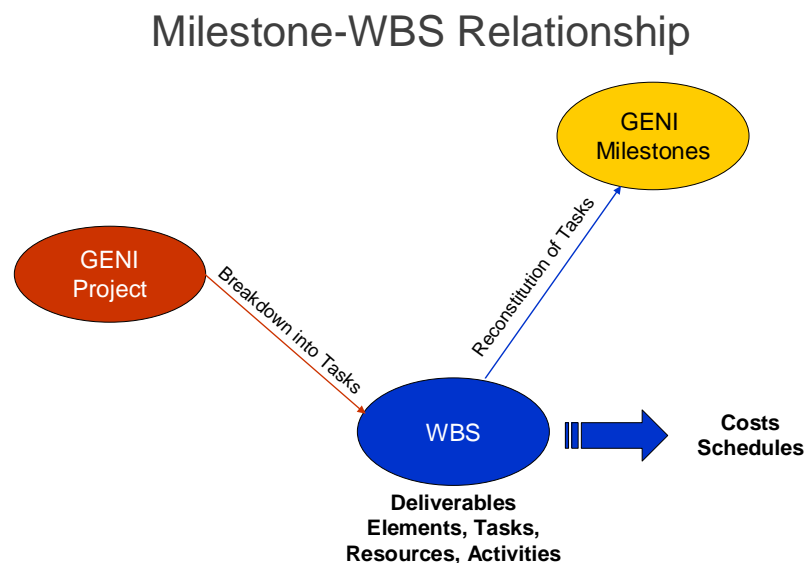 Milestone-WBS Relationship
GENI
Milestones
GENI
Project
Breakdown into Tasks
Reconstitution of Tasks
WBS
Costs
Schedules
Deliverables
Elements, Tasks,
Resources, Activities